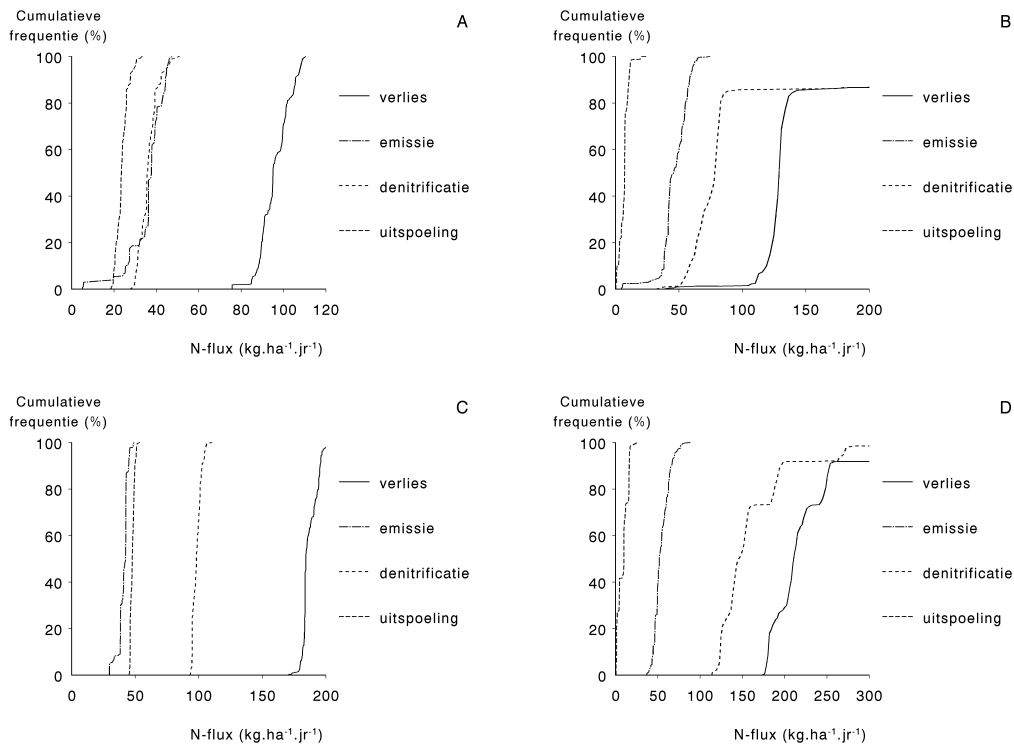 Cumulatieve
frequentie (%)
A
100
80
60
40
20
0
0 20 40 60 80 100 120
N-flux (kg.ha⁻¹.jr⁻¹)
verlies
emissie
denitrificatie
uitspoeling
Cumulatieve
frequentie (%)
B
100
80
60
40
20
0
0 50 100 150 200
N-flux (kg.ha⁻¹.jr⁻¹)
verlies
emissie
denitrificatie
uitspoeling
Cumulatieve
frequentie (%)
C
100
80
60
40
20
0
0 50 100 150 200
N-flux (kg.ha⁻¹.jr⁻¹)
verlies
emissie
denitrificatie
uitspoeling
Cumulatieve
frequentie (%)
D
100
80
60
40
20
0
0 50 100 150 200 250 300
N-flux (kg.ha⁻¹.jr⁻¹)
verlies
emissie
denitrificatie
uitspoeling